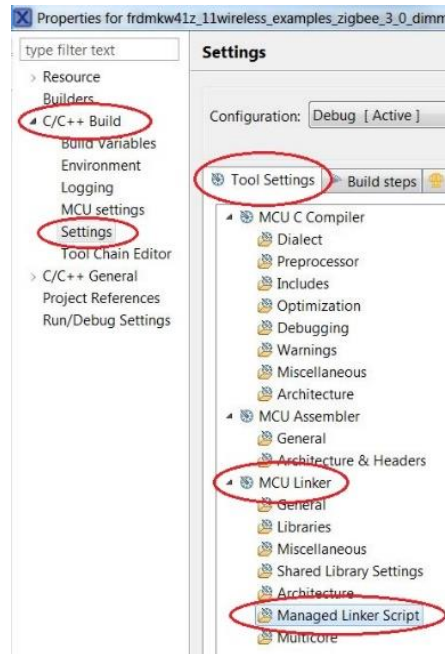 Properties for frdmkw41z_11wireless_examples_zigbee_3_0_dimm
type filter text
Resource
Builders
C/C++ Build
Build Variables
Environment
Logging
MCU settings
Settings
Tool Chain Editor
C/C++ General
Project References
Run/Debug Settings
Settings
Configuration:
Debug [ Active ]
Tool Settings
Build steps
MCU C Compiler
Dialect
Preprocessor
Includes
Optimization
Debugging
Warnings
Miscellaneous
Architecture
MCU Assembler
General
Architecture & Headers
MCU Linker
General
Libraries
Miscellaneous
Shared Library Settings
Architecture
Managed Linker Script
Multicore